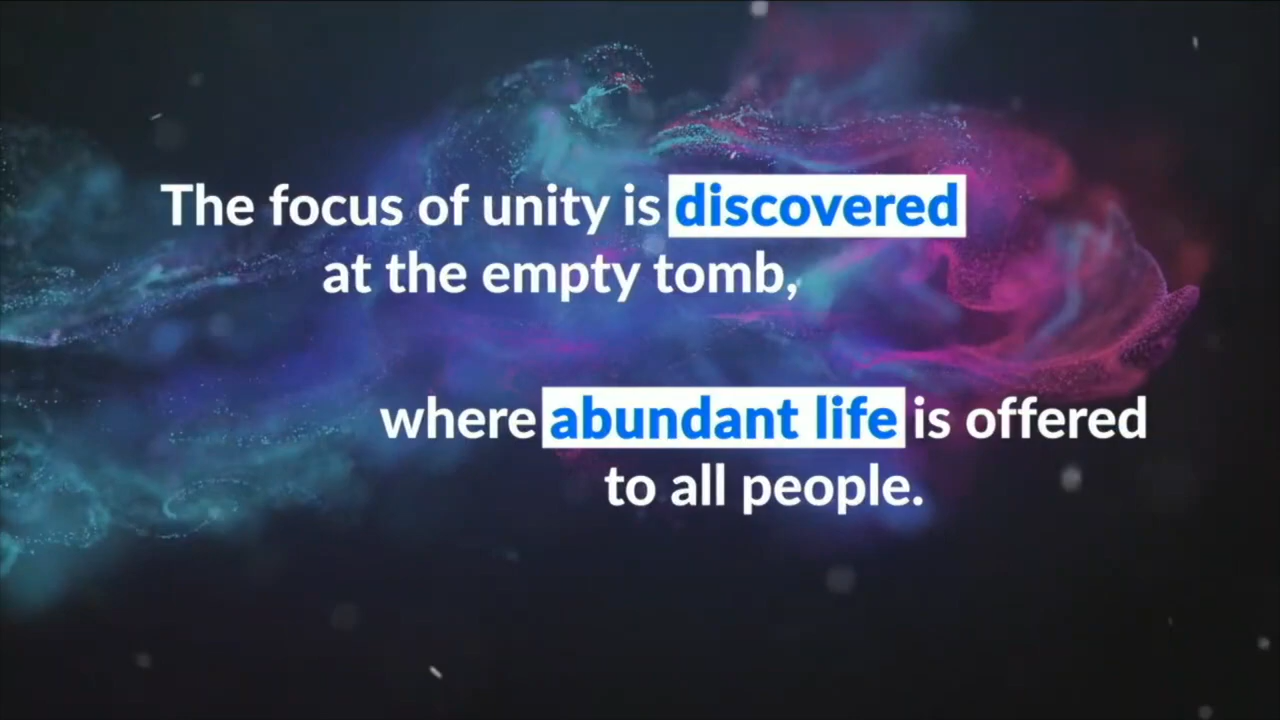 The focus of unity is discovered
at the empty tomb,
where abundant life is offered
to all people.